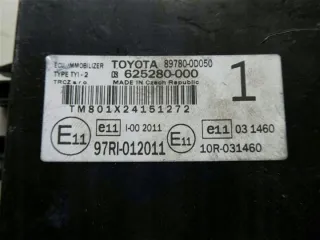 IMMOBILIZER TOYOTA 89780-0D050
TYPE TYI-2 625280-000
TRCZ s.r.o. MADE IN Czech Republic
TM801X24151272 1
E11 e11 I-00 2011 E11 e11 03 1460
97RI-012011 10R-031460